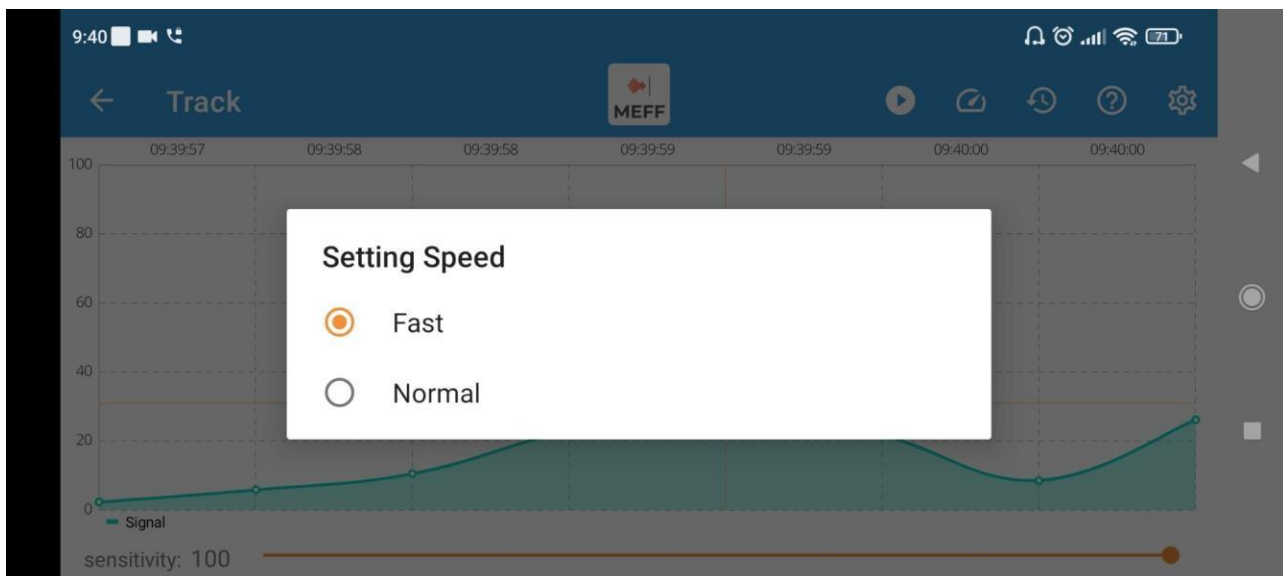 9:40 71
Track MEFF
09:39:57 09:39:58 09:39:58 09:39:59 09:39:59 09:40:00 09:40:00
100
80
Setting Speed
60
Fast
40
Normal
20
0
Signal
sensitivity: 100